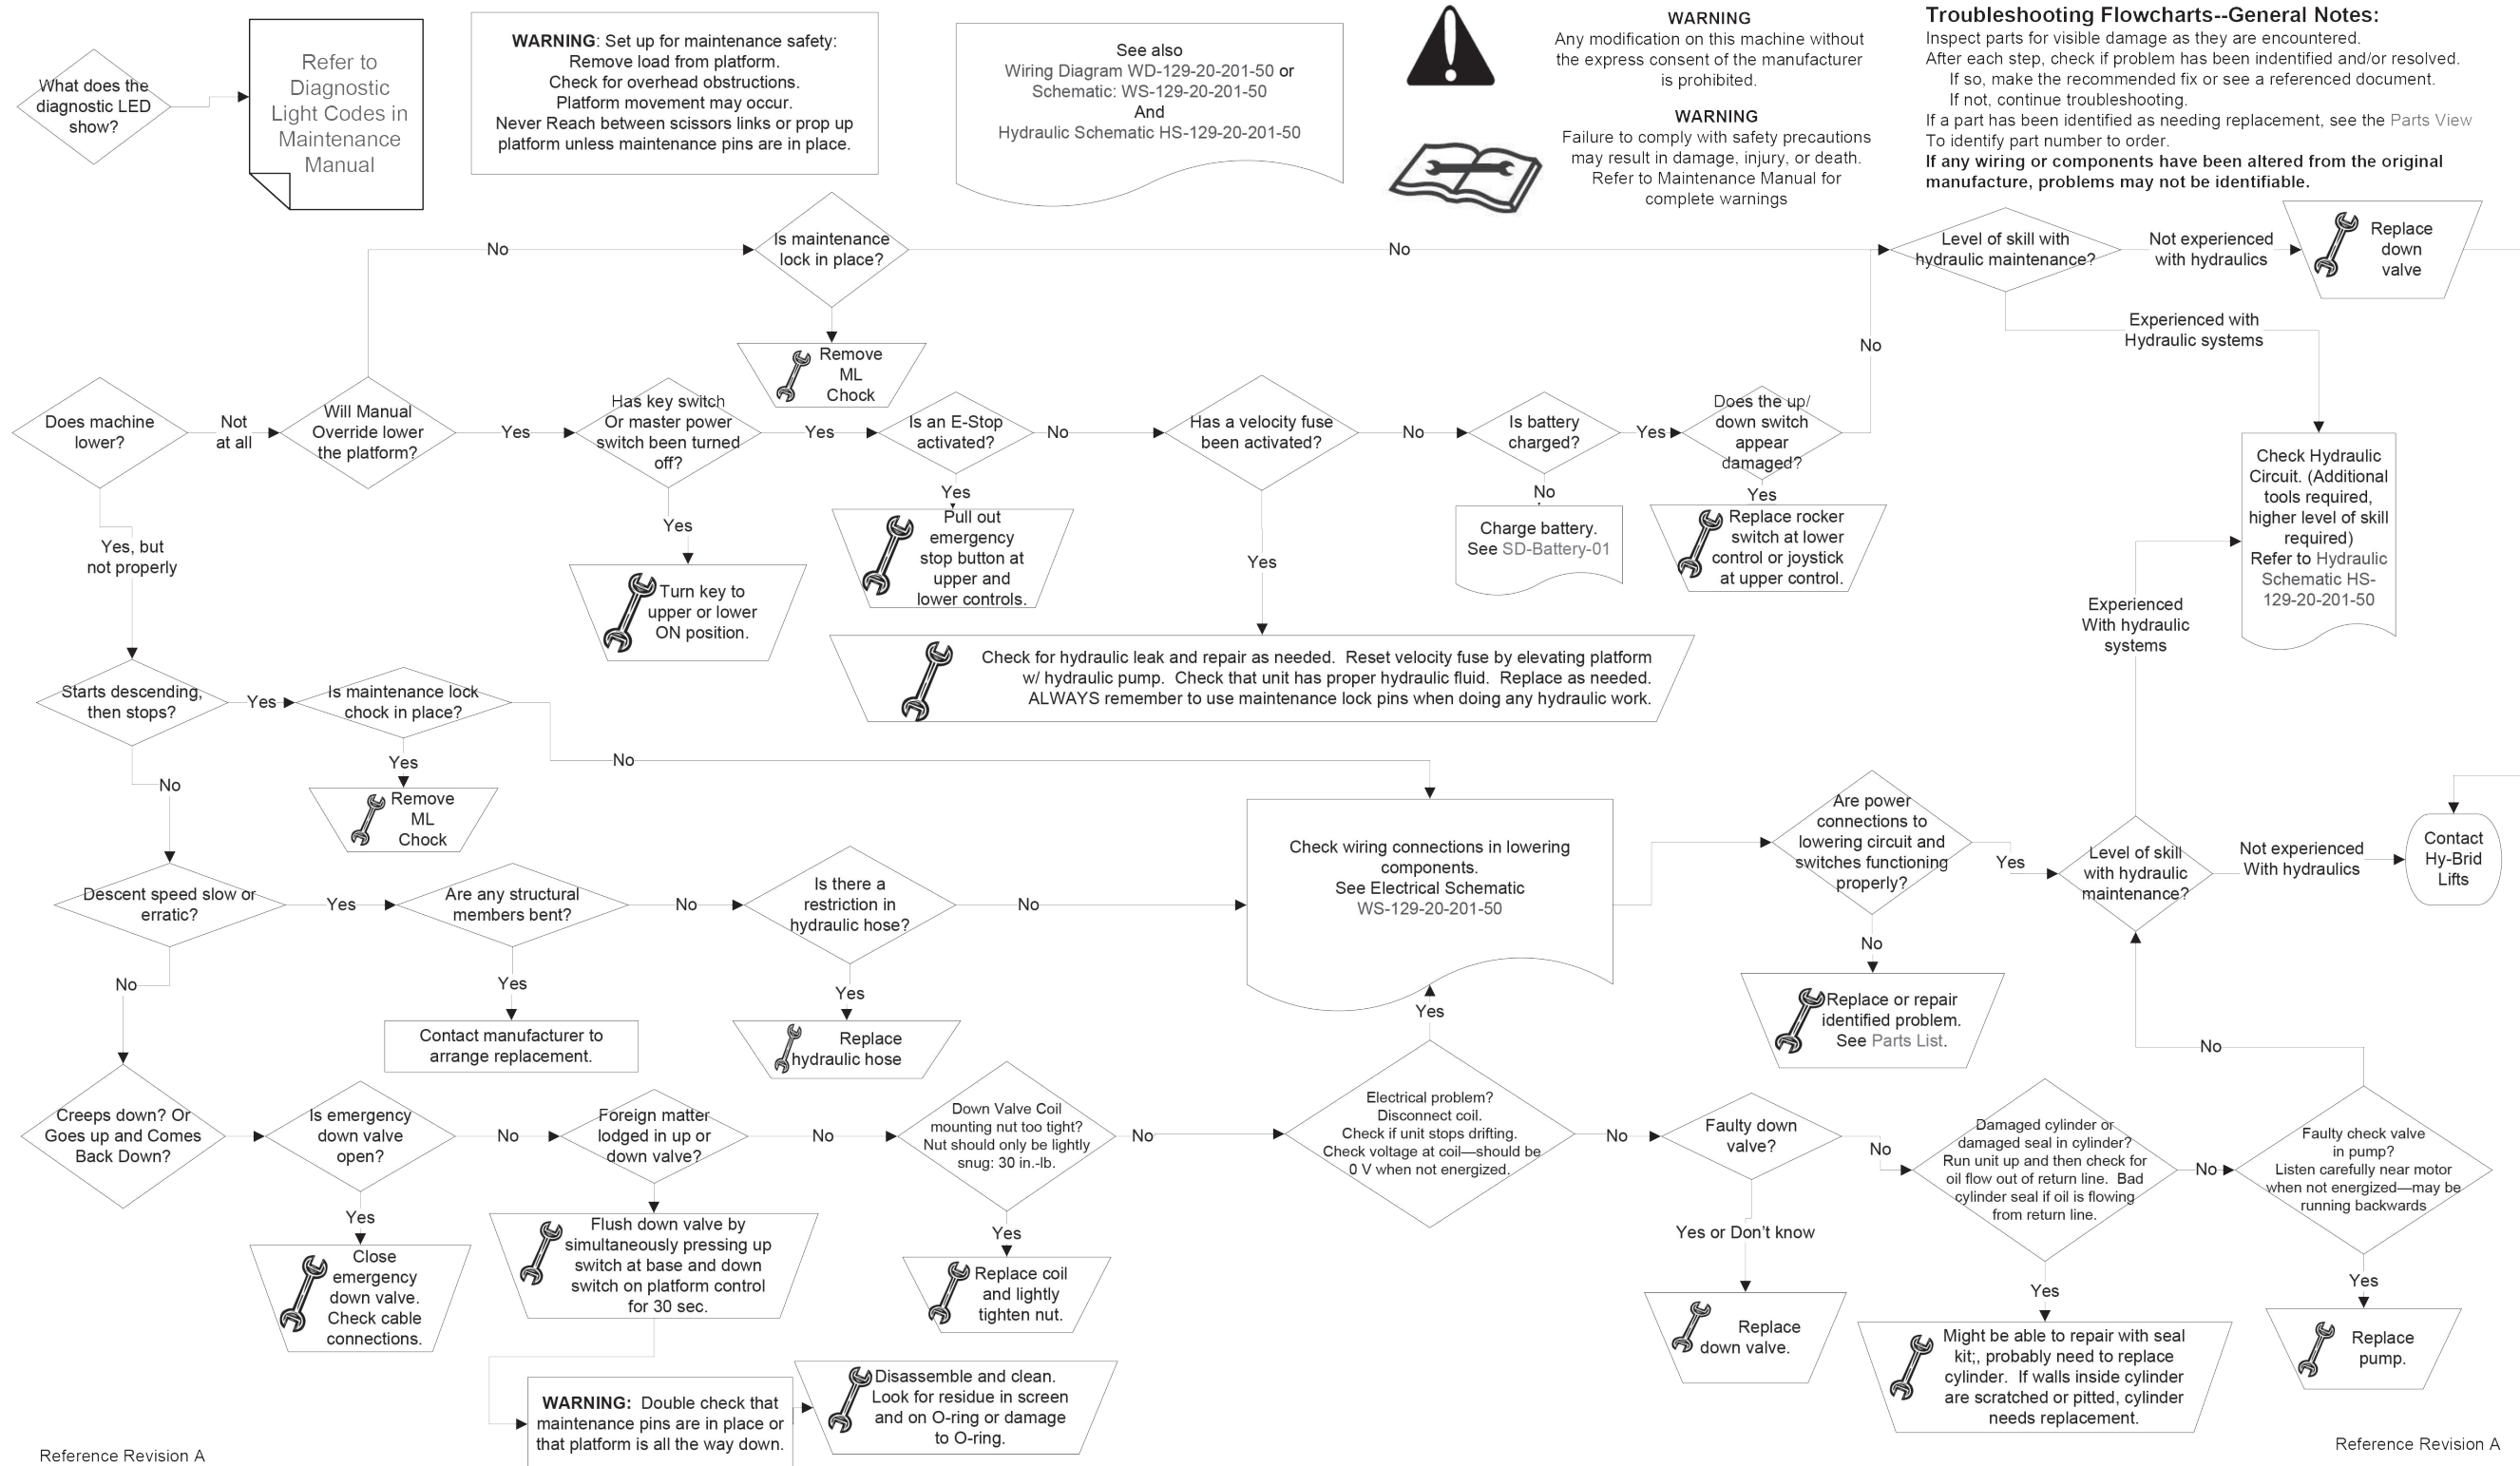 What does the
diagnostic LED
show?
Refer to
Diagnostic
Light Codes in
Maintenance
Manual
WARNING: Set up for maintenance safety:
Remove load from platform.
Check for overhead obstructions.
Platform movement may occur.
Never Reach between scissors links or prop up
platform unless maintenance pins are in place.
See also
Wiring Diagram WD-129-20-201-50 or
Schematic: WS-129-20-201-50
And
Hydraulic Schematic HS-129-20-201-50
WARNING
Any modification on this machine without
the express consent of the manufacturer
is prohibited.
WARNING
Failure to comply with safety precautions
may result in damage, injury, or death.
Refer to Maintenance Manual for
complete warnings
Troubleshooting Flowcharts--General Notes:
Inspect parts for visible damage as they are encountered.
After each step, check if problem has been indentified and/or resolved.
If so, make the recommended fix or see a referenced document.
If not, continue troubleshooting.
If a part has been identified as needing replacement, see the Parts View
To identify part number to order.
If any wiring or components have been altered from the original
manufacture, problems may not be identifiable.
No
Is maintenance
lock in place?
No
Level of skill with
hydraulic maintenance?
Not experienced
with hydraulics
Replace
down
valve
Experienced with
Hydraulic systems
Remove
ML
Chock
No
Does machine
lower?
Not
at all
Will Manual
Override lower
the platform?
Yes
Has key switch
Or master power
switch been turned
off?
Yes
Is an E-Stop
activated?
No
Has a velocity fuse
been activated?
No
Is battery
charged?
Yes
Does the up/
down switch
appear
damaged?
Check Hydraulic
Circuit. (Additional
tools required,
higher level of skill
required)
Refer to Hydraulic
Schematic HS-
129-20-201-50
Yes, but
not properly
Yes
Turn key to
upper or lower
ON position.
Yes
Pull out
emergency
stop button at
upper and
lower controls.
Yes
No
Charge battery.
See SD-Battery-01
Yes
Replace rocker
switch at lower
control or joystick
at upper control.
Experienced
With hydraulic
systems
Check for hydraulic leak and repair as needed.  Reset velocity fuse by elevating platform
w/ hydraulic pump.  Check that unit has proper hydraulic fluid.  Replace as needed.
ALWAYS remember to use maintenance lock pins when doing any hydraulic work.
Starts descending,
then stops?
Yes
Is maintenance lock
chock in place?
No
Yes
Remove
ML
Chock
No
Check wiring connections in lowering
components.
See Electrical Schematic
WS-129-20-201-50
Are power
connections to
lowering circuit and
switches functioning
properly?
Yes
Level of skill
with hydraulic
maintenance?
Not experienced
With hydraulics
Contact
Hy-Brid
Lifts
Descent speed slow or
erratic?
Yes
Are any structural
members bent?
No
Is there a
restriction in
hydraulic hose?
No
No
Replace or repair
identified problem.
See Parts List.
No
Yes
Contact manufacturer to
arrange replacement.
Yes
Replace
hydraulic hose
Yes
No
Creeps down? Or
Goes up and Comes
Back Down?
Is emergency
down valve
open?
No
Foreign matter
lodged in up or
down valve?
No
Down Valve Coil
mounting nut too tight?
Nut should only be lightly
snug: 30 in.-lb.
No
Electrical problem?
Disconnect coil.
Check if unit stops drifting.
Check voltage at coil—should be
0 V when not energized.
No
Faulty down
valve?
No
Damaged cylinder or
damaged seal in cylinder?
Run unit up and then check for
oil flow out of return line.  Bad
cylinder seal if oil is flowing
from return line.
No
Faulty check valve
in pump?
Listen carefully near motor
when not energized—may be
running backwards
Yes
Close
emergency
down valve.
Check cable
connections.
Flush down valve by
simultaneously pressing up
switch at base and down
switch on platform control
for 30 sec.
Yes
Replace coil
and lightly
tighten nut.
Yes or Don't know
Replace
down valve.
Yes
Might be able to repair with seal
kit;, probably need to replace
cylinder.  If walls inside cylinder
are scratched or pitted, cylinder
needs replacement.
Yes
Replace
pump.
WARNING:  Double check that
maintenance pins are in place or
that platform is all the way down.
Disassemble and clean.
Look for residue in screen
and on O-ring or damage
to O-ring.
Reference Revision A
Reference Revision A